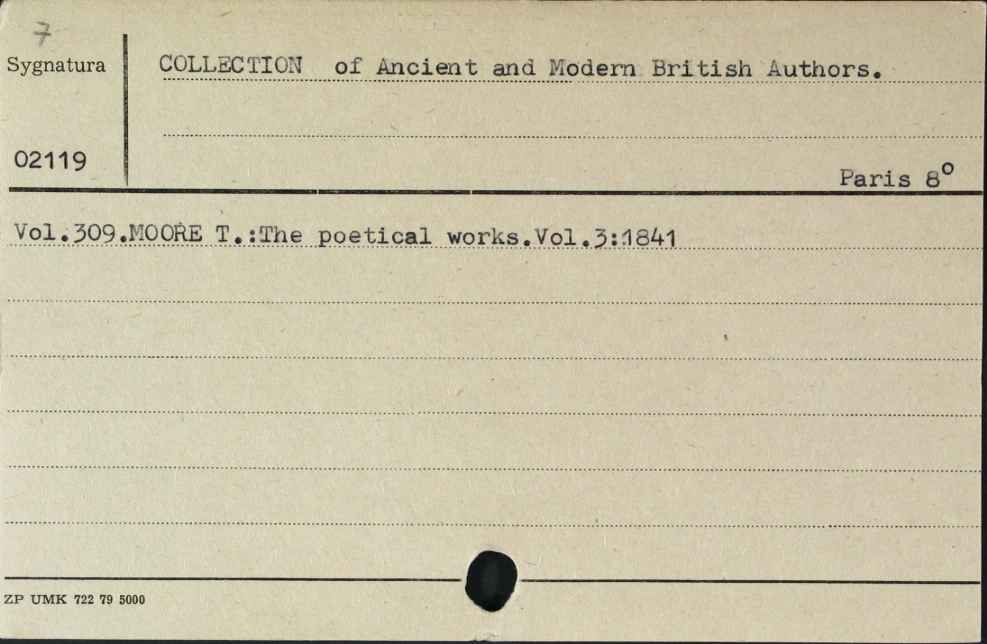 7
Sygnatura
COLLECTION of Ancient and Modern British Authors.
02119
Paris 8°
Vol.309.MOORE T.:The poetical works.Vol.3:1841
ZP UMK 722 79 5000